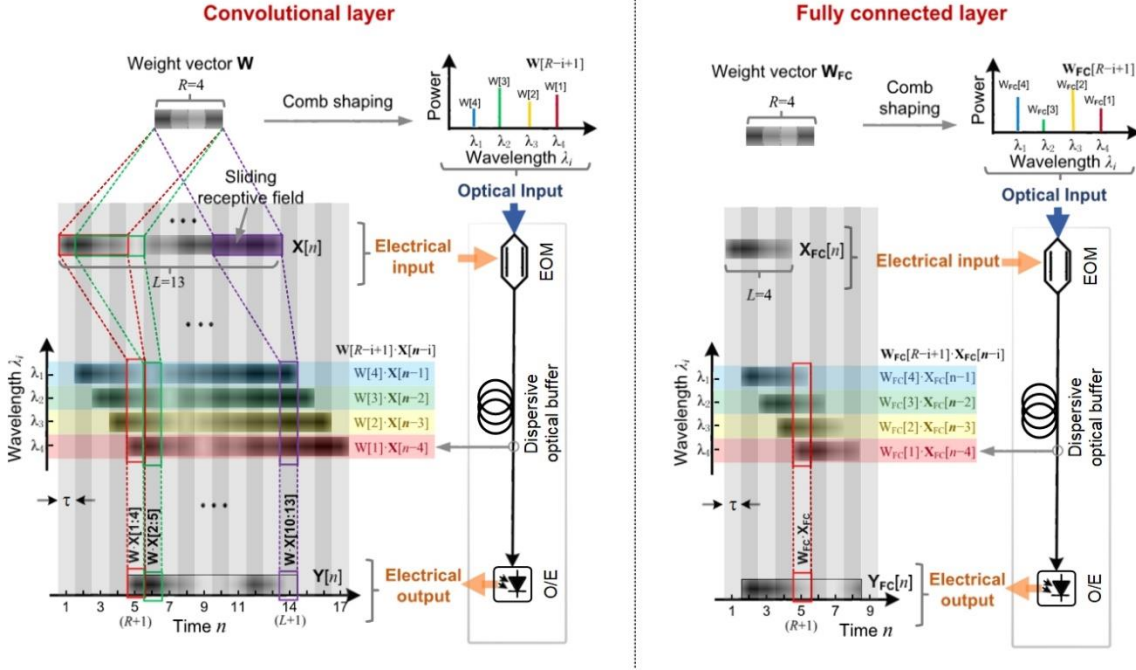 Convolutional layer
Weight vector W
R=4
Comb shaping
W[R-i+1]
Power
W[4]
W[3]
W[2]
W[1]
λ1 λ2 λ3 λ4
Wavelength λi
Optical Input
Sliding
receptive field
X[n]
L=13
Electrical
input
EOM
W[R-i+1]·X[n-i]
Wavelength λi
λ1
λ2
λ3
λ4
W[4]·X[n−1]
W[3]·X[n−2]
W[2]·X[n−3]
W[1]·X[n−4]
Dispersive
optical buffer
τ
W·X[1:4]
W·X[2:5]
W·X[10:13]
Y[n]
Electrical
output
O/E
1 3 5 7 9 11 14 17
(R+1)
(L+1)
Time n
Fully connected layer
Weight vector WFC
R=4
Comb
shaping
WFC[R-i+1]
Power
WFC[4]
WFC[3]
WFC[2]
WFC[1]
λ1 λ2 λ3 λ4
Wavelength λi
Optical Input
XFC[n]
L=4
Electrical input
EOM
WFC[R-i+1]·XFC[n-i]
Wavelength λi
λ1
λ2
λ3
λ4
WFC[4]·XFC[n-1]
WFC[3]·XFC[n−2]
WFC[2]·XFC[n−3]
WFC[1]·XFC[n−4]
Dispersive
optical buffer
τ
WFC·XFC
YFC[n]
Electrical
output
O/E
1 3 5 7 9
(R+1)
Time n